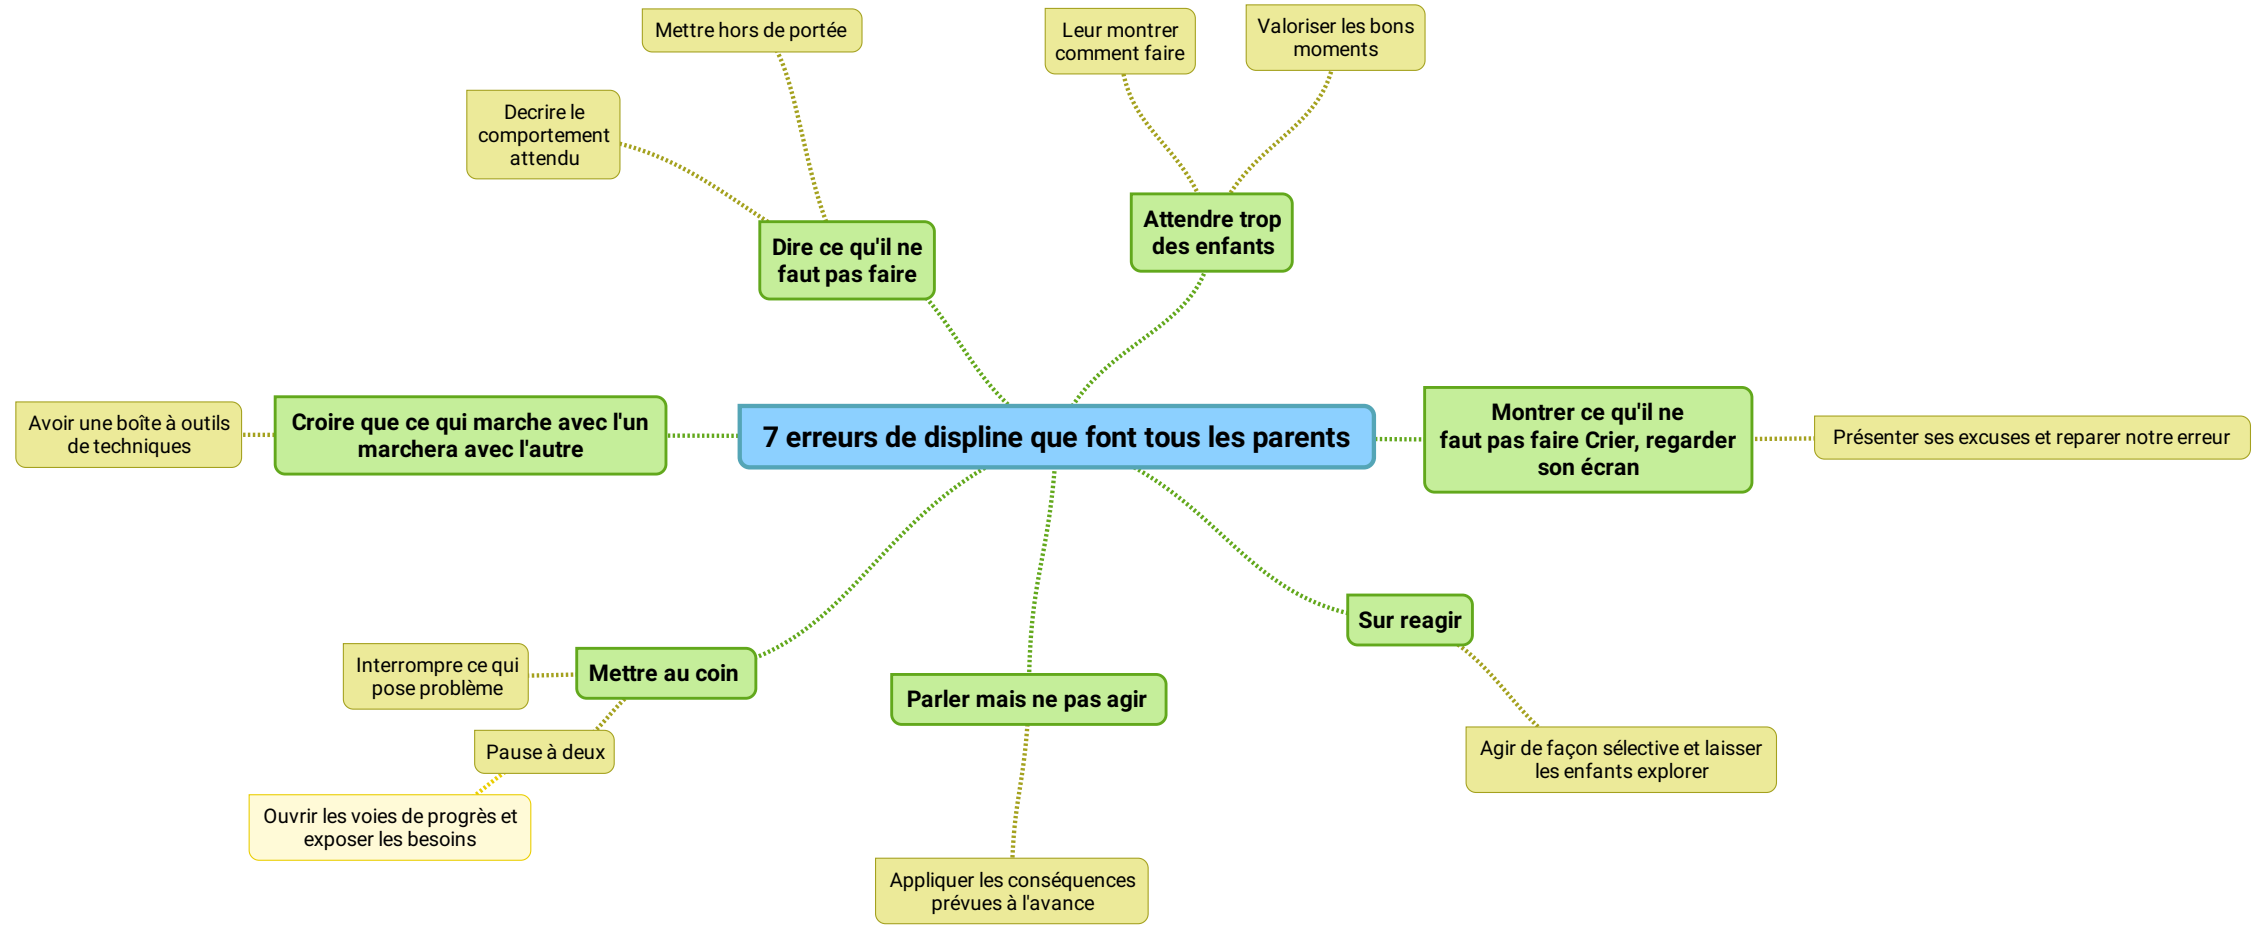 Mettre hors de portée
Leur montrer
comment faire
Valoriser les bons
moments
Decrire le
comportement
attendu
Dire ce qu'il ne
faut pas faire
Attendre trop
des enfants
Avoir une boîte à outils
de techniques
Croire que ce qui marche avec l'un
marchera avec l'autre
7 erreurs de displine que font tous les parents
Montrer ce qu'il ne
faut pas faire Crier, regarder
son écran
Présenter ses excuses et reparer notre erreur
Sur reagir
Agir de façon sélective et laisser
les enfants explorer
Interrompre ce qui
pose problème
Mettre au coin
Pause à deux
Ouvrir les voies de progrès et
exposer les besoins
Parler mais ne pas agir
Appliquer les conséquences
prévues à l'avance